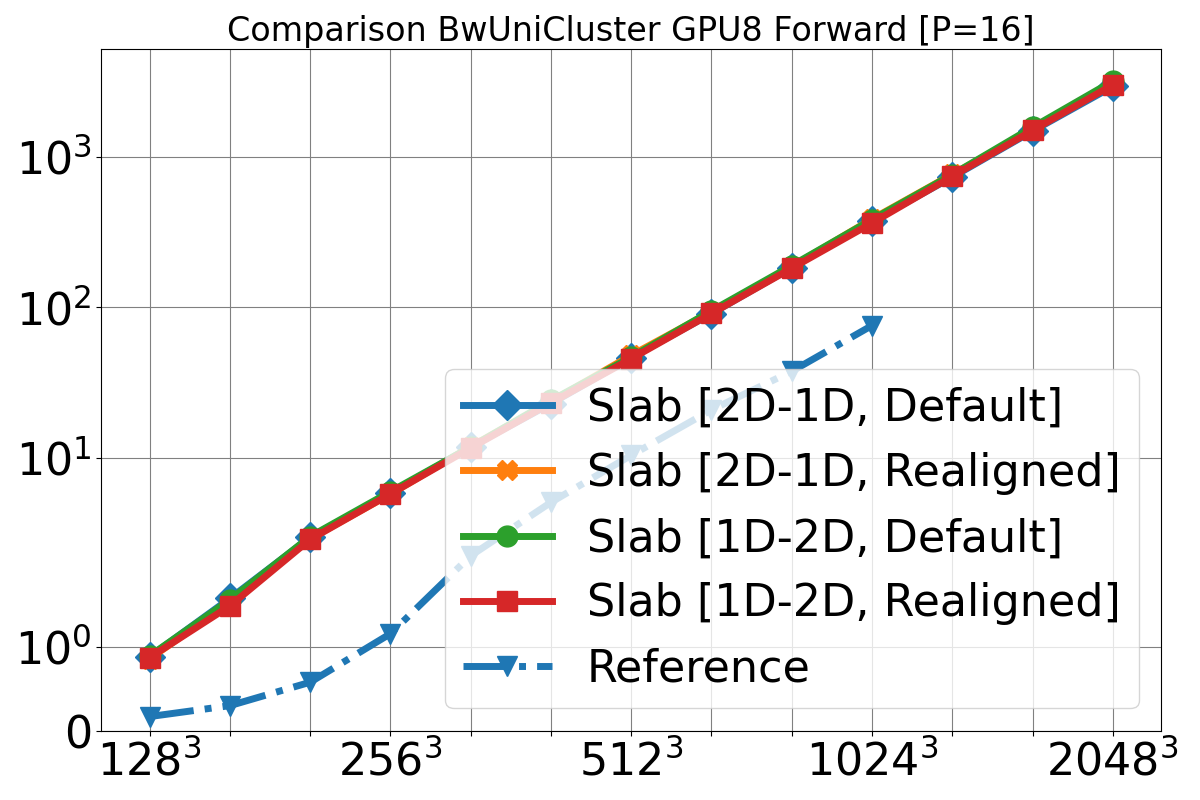 Comparison BwUniCluster GPU8 Forward [P=16]
10³
10²
10¹
10⁰
0
Slab [2D-1D, Default]
Slab [2D-1D, Realigned]
Slab [1D-2D, Default]
Slab [1D-2D, Realigned]
Reference
128³ 256³ 512³ 1024³ 2048³